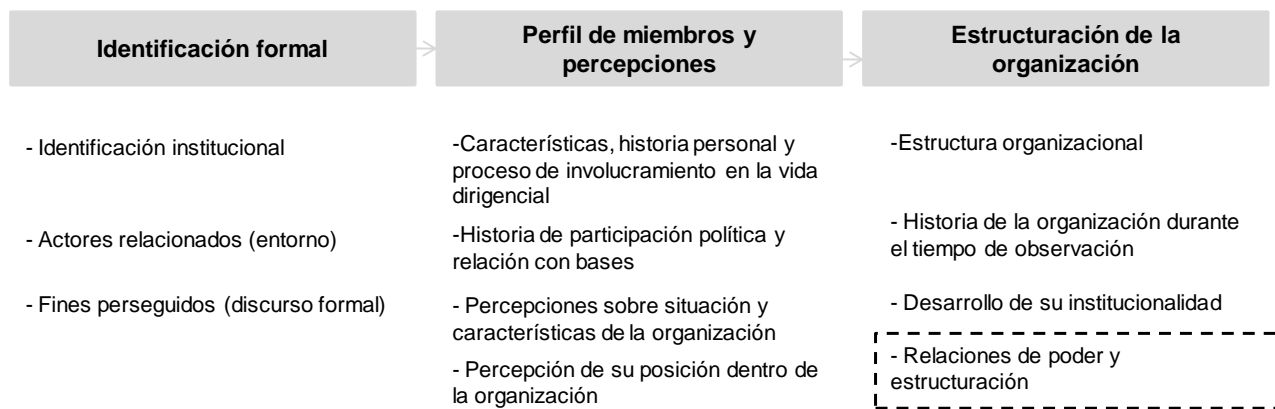 Identificación formal
- Identificación institucional
- Actores relacionados (entorno)
- Fines perseguidos (discurso formal)
Perfil de miembros y
percepciones
-Características, historia personal y
proceso de involucramiento en la vida
dirigencial
-Historia de participación política y
relación con bases
- Percepciones sobre situación y
características de la organización
- Percepción de su posición dentro de
la organización
Estructuración de la
organización
-Estructura organizacional
- Historia de la organización durante
el tiempo de observación
- Desarrollo de su institucionalidad
- Relaciones de poder y
estructuración